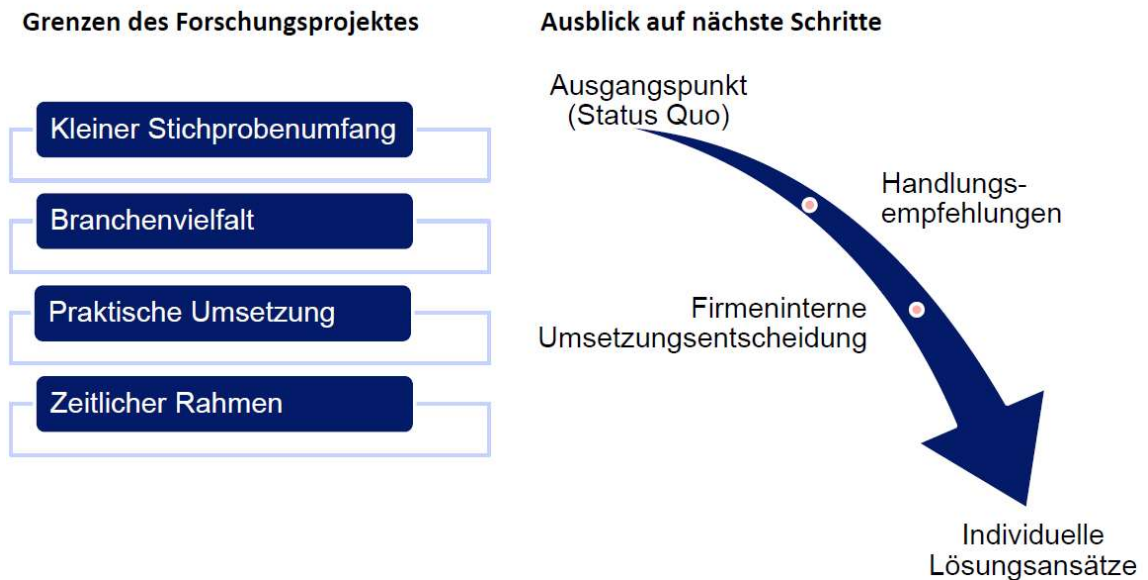 Grenzen des Forschungsprojektes
Kleiner Stichprobenumfang
Branchenvielfalt
Praktische Umsetzung
Zeitlicher Rahmen
Ausblick auf nächste Schritte
Ausgangspunkt
(Status Quo)
Handlungs-
empfehlungen
Firmeninterne
Umsetzungsentscheidung
Individuelle
Lösungsansätze